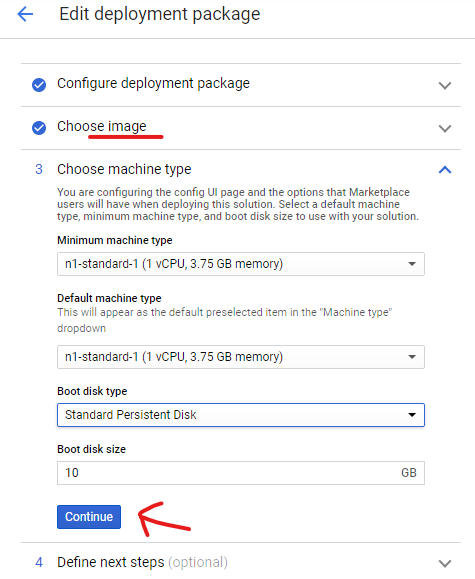 Edit deployment package
Configure deployment package
Choose image
3 Choose machine type
You are configuring the config UI page and the options that Marketplace
users will have when deploying this solution. Select a default machine
type, minimum machine type, and boot disk size to use with your solution.
Minimum machine type
n1-standard-1 (1 vCPU, 3.75 GB memory)
Default machine type
This will appear as the default preselected item in the "Machine type"
dropdown
n1-standard-1 (1 vCPU, 3.75 GB memory)
Boot disk type
Standard Persistent Disk
Boot disk size
10 GB
Continue
4 Define next steps (optional)